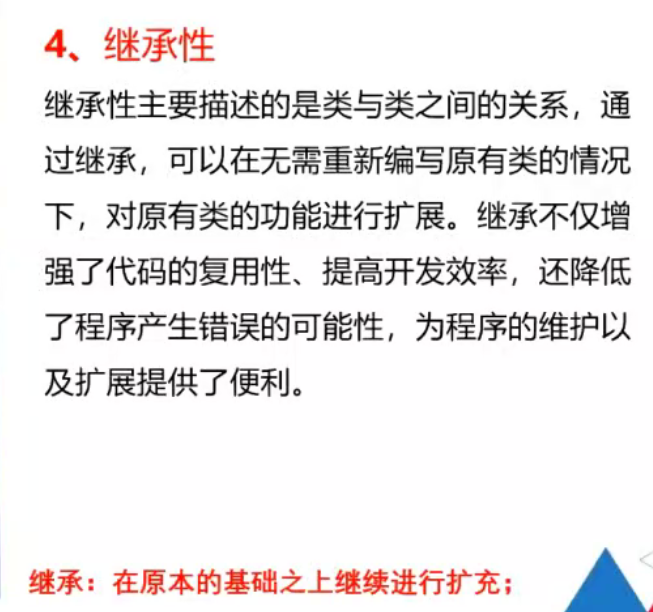 4、继承性
继承性主要描述的是类与类之间的关系，通
过继承，可以在无需重新编写原有类的情况
下，对原有类的功能进行扩展。继承不仅增
强了代码的复用性、提高开发效率，还降低
了程序产生错误的可能性，为程序的维护以
及扩展提供了便利。
继承：在原本的基础之上继续进行扩充；